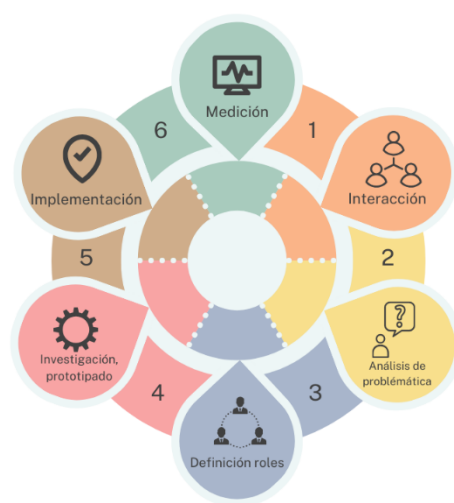 Medición
1
Interacción
2
Análisis de
problemática
3
Definición roles
4
Investigación,
prototipado
5
Implementación
6
?